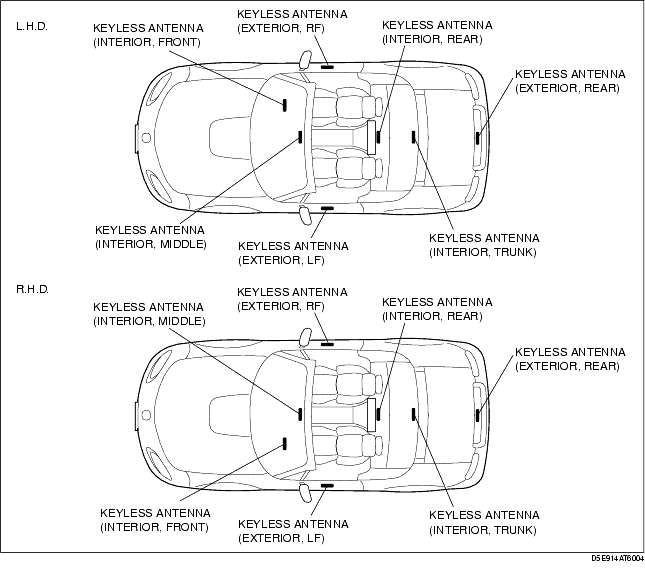 L.H.D.
KEYLESS ANTENNA
(INTERIOR, FRONT)
KEYLESS ANTENNA
(EXTERIOR, RF)
KEYLESS ANTENNA
(INTERIOR, REAR)
KEYLESS ANTENNA
(EXTERIOR, REAR)
KEYLESS ANTENNA
(INTERIOR, MIDDLE)
KEYLESS ANTENNA
(EXTERIOR, LF)
KEYLESS ANTENNA
(INTERIOR, TRUNK)
R.H.D.
KEYLESS ANTENNA
(INTERIOR, MIDDLE)
KEYLESS ANTENNA
(EXTERIOR, RF)
KEYLESS ANTENNA
(INTERIOR, REAR)
KEYLESS ANTENNA
(EXTERIOR, REAR)
KEYLESS ANTENNA
(INTERIOR, FRONT)
KEYLESS ANTENNA
(EXTERIOR, LF)
KEYLESS ANTENNA
(INTERIOR, TRUNK)
D5E914AT6004